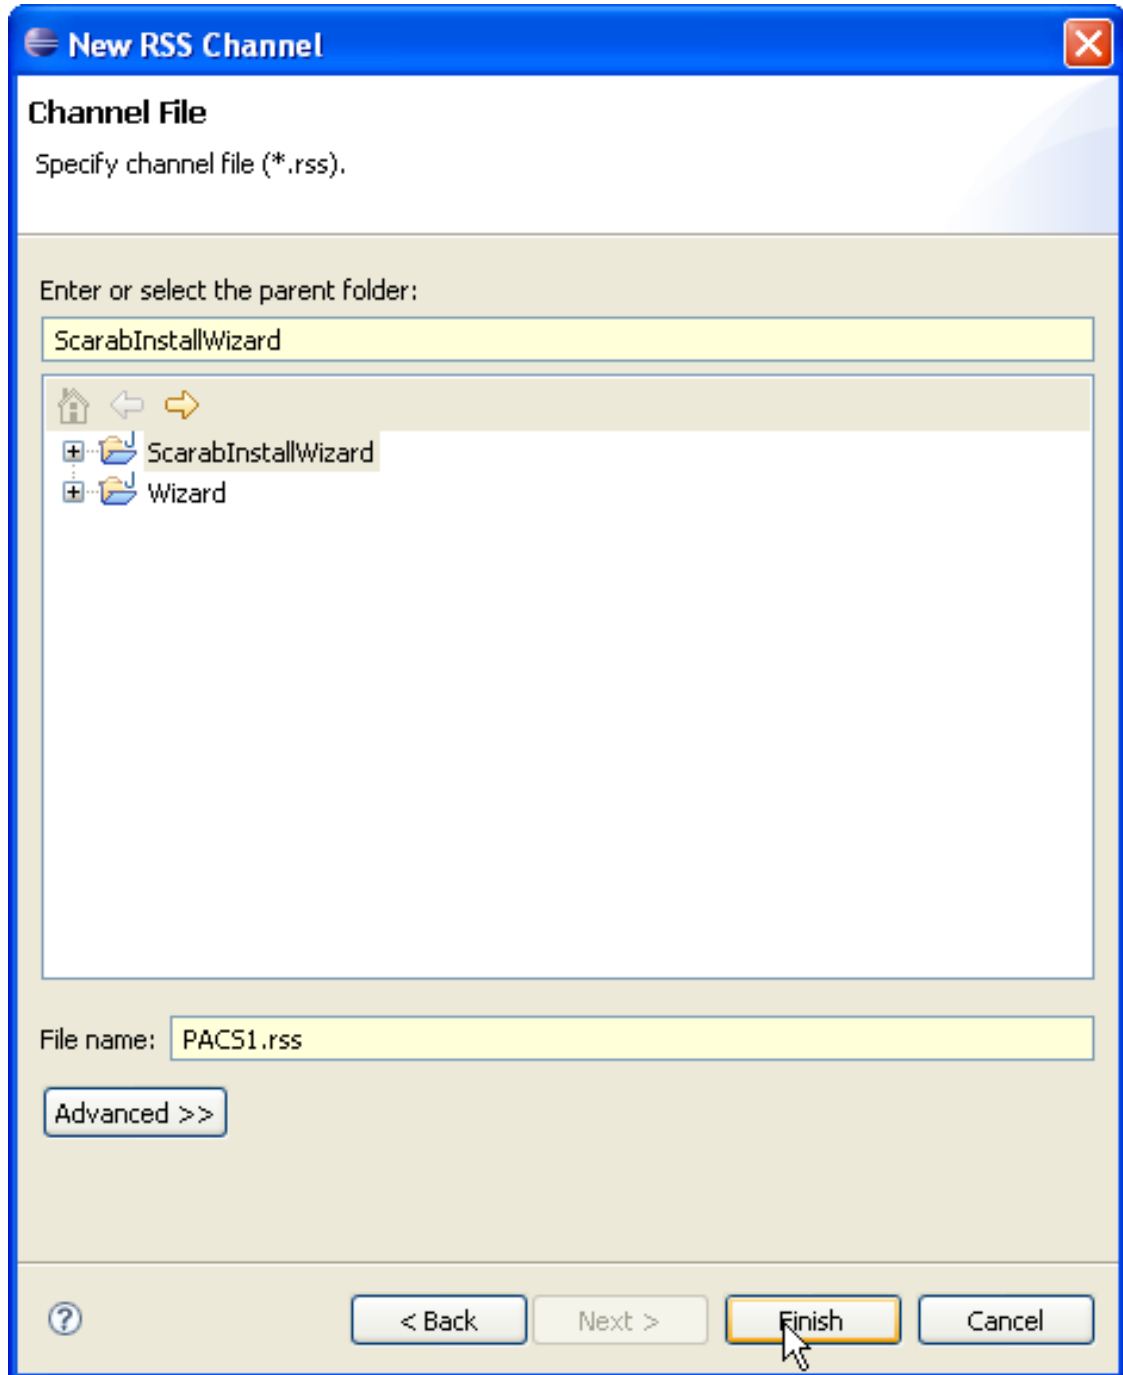 New RSS Channel
Channel File
Specify channel file (*.rss).
Enter or select the parent folder:
ScarabInstallWizard
ScarabInstallWizard
Wizard
File name: PACS1.rss
Advanced >>
? < Back Next > Finish Cancel